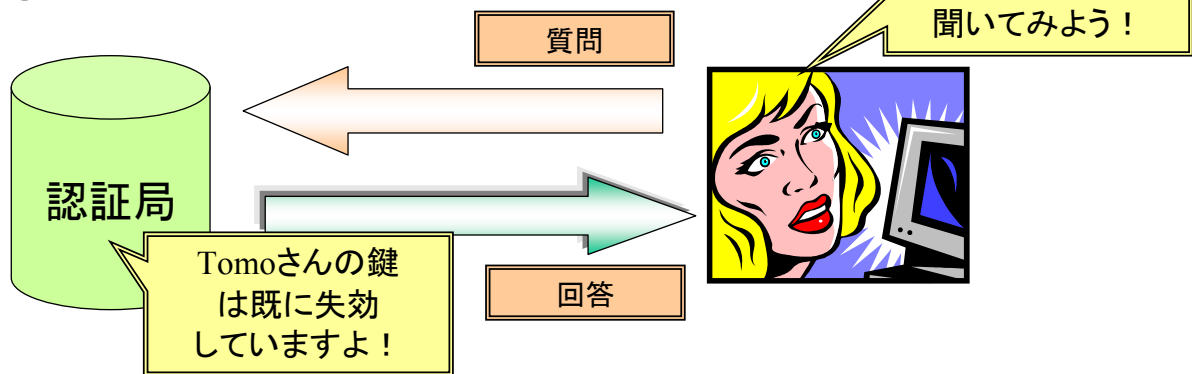 聞いてみよう！
質問
認証局
Tomoさんの鍵
は既に失効
していますよ！
回答